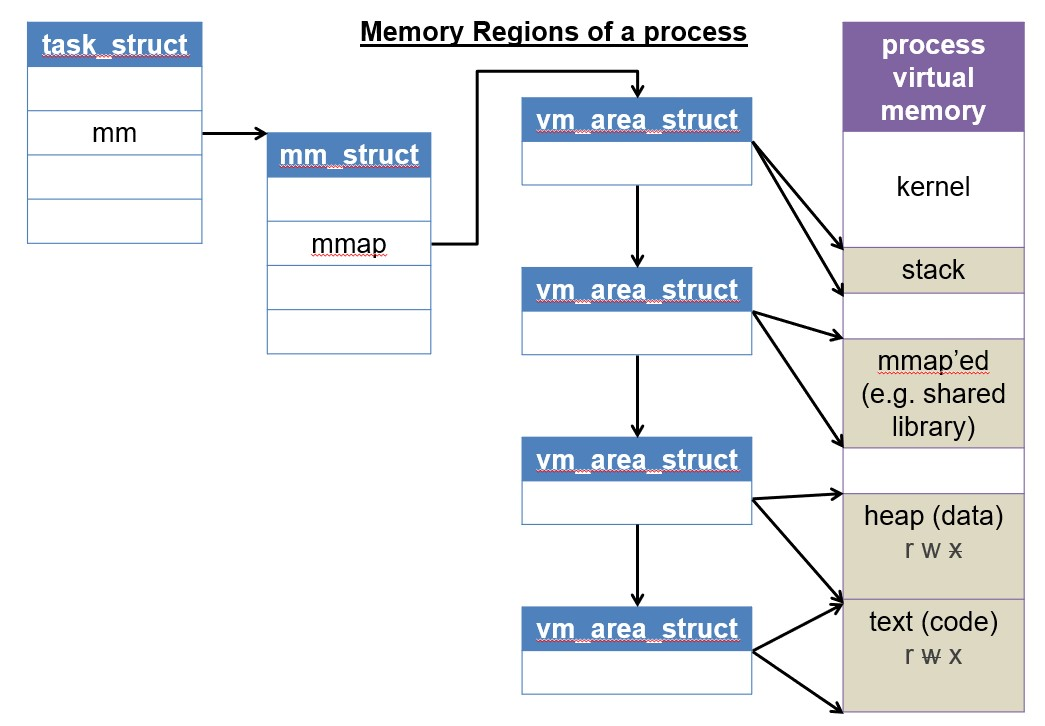 Memory Regions of a process
task_struct
mm
mm_struct
mmap
vm_area_struct
vm_area_struct
vm_area_struct
vm_area_struct
process
virtual
memory
kernel
stack
mmap’ed
(e.g. shared
library)
heap (data)
r w x
text (code)
r w x